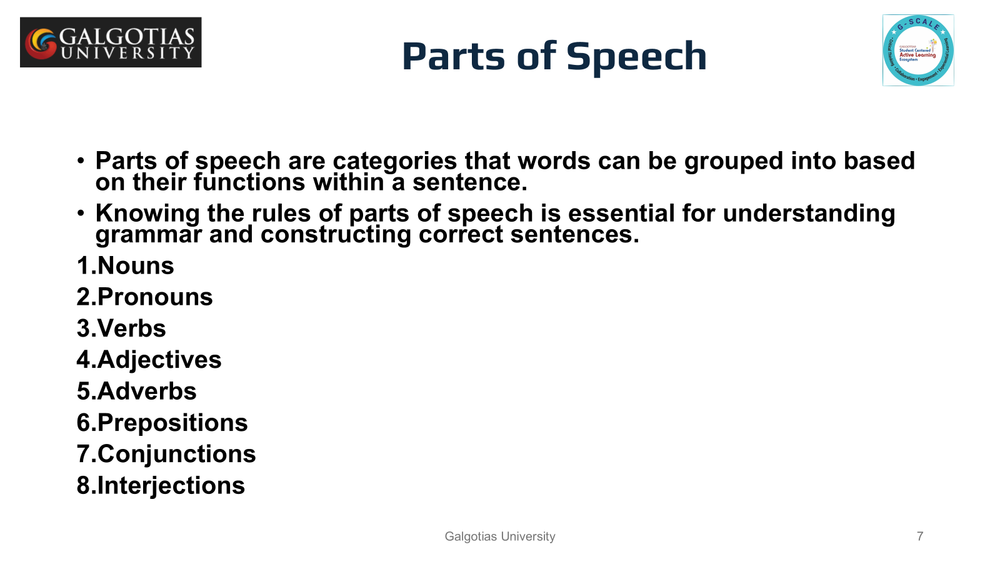 GALGOTIAS
UNIVERSITY
Parts of Speech
G-SCALE
GALGOTIAS
Student Centered
Active Learning
Ecosystem
• Critical Thinking • Collaboration • Engagement • Experiential Learning
• Parts of speech are categories that words can be grouped into based
on their functions within a sentence.
• Knowing the rules of parts of speech is essential for understanding
grammar and constructing correct sentences.
1.Nouns
2.Pronouns
3.Verbs
4.Adjectives
5.Adverbs
6.Prepositions
7.Conjunctions
8.Interjections
Galgotias University
7